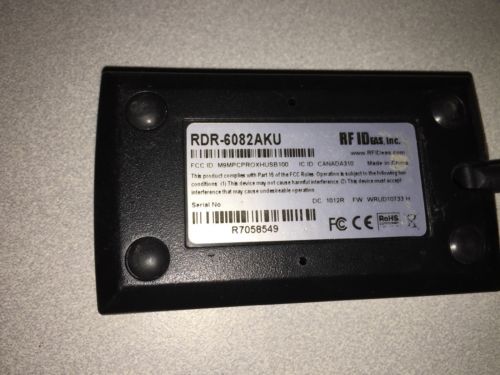 RDR-6082AKU
RF IDeas, Inc.
www.RFIDeas.com
FCC ID M9MPCPROXHUSB100 IC ID CANADA310 Made in China
This product complies with Part 15 of the FCC Rules. Operation is subject to the following two
conditions: (1) This device may not cause harmful interference. (2) This device must accept
interference that may cause undesirable operation
Serial No
DC 1012R FW WRUD10733 H
R7058549
FC CE RoHS